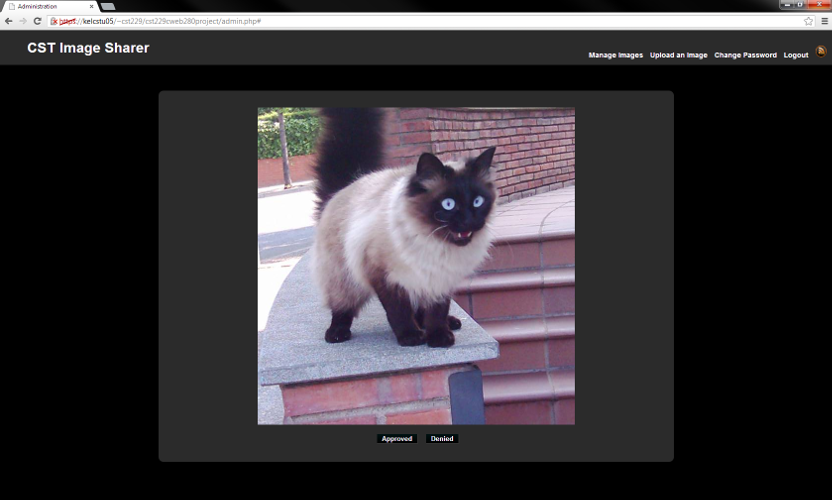 Administration
https://kelcstu05/~cst229/cst229cweb280project/admin.php#
CST Image Sharer
Manage Images Upload an Image Change Password Logout
Approved Denied